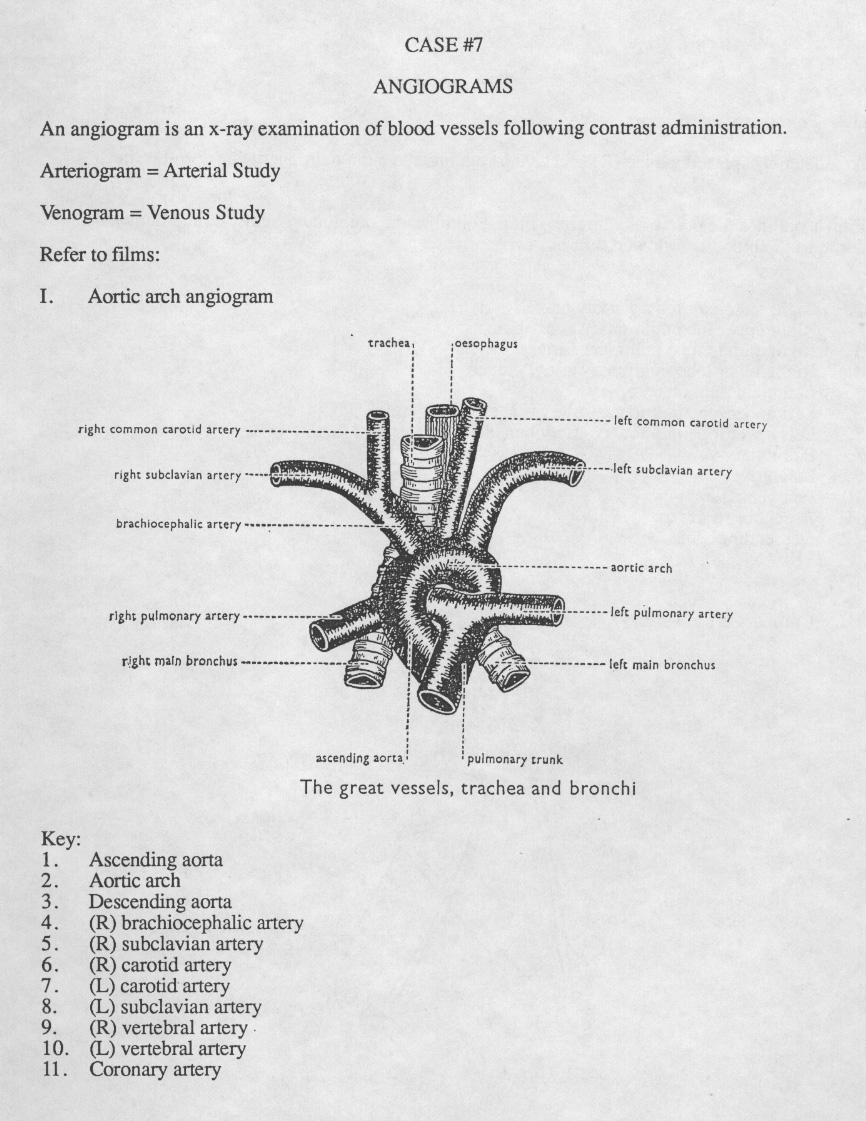 CASE #7
ANGIOGRAMS
An angiogram is an x-ray examination of blood vessels following contrast administration.
Arteriogram = Arterial Study
Venogram = Venous Study
Refer to films:
I. Aortic arch angiogram
trachea
oesophagus
right common carotid artery
left common carotid artery
right subclavian artery
left subclavian artery
brachiocephalic artery
aortic arch
right pulmonary artery
left pulmonary artery
right main bronchus
left main bronchus
ascending aorta
pulmonary trunk
The great vessels, trachea and bronchi
Key:
1. Ascending aorta
2. Aortic arch
3. Descending aorta
4. (R) brachiocephalic artery
5. (R) subclavian artery
6. (R) carotid artery
7. (L) carotid artery
8. (L) subclavian artery
9. (R) vertebral artery
10. (L) vertebral artery
11. Coronary artery